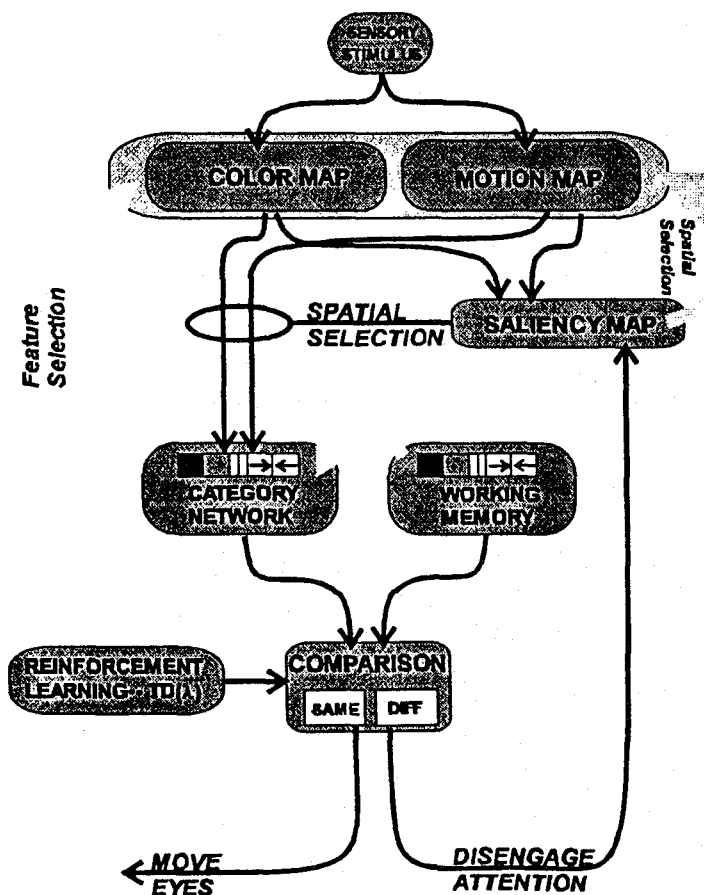 SENSORY
STIMULUS
COLOR MAP
MOTION MAP
Spatial
Selection
Feature
Selection
SPATIAL
SELECTION
SALIENCY MAP
CATEGORY
NETWORK
WORKING
MEMORY
REINFORCEMENT
LEARNING - TD(λ)
COMPARISON
SAME
DIFF
MOVE
EYES
DISENGAGE
ATTENTION